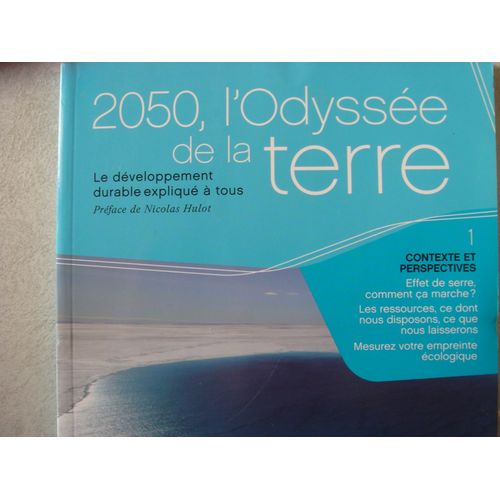 2050, l'Odyssée
de la terre
Le développement
durable expliqué à tous
Préface de Nicolas Hulot
1
CONTEXTE ET
PERSPECTIVES
Effet de serre,
comment ça marche ?
Les ressources, ce dont
nous disposons, ce que
nous laisserons
Mesurez votre empreinte
écologique